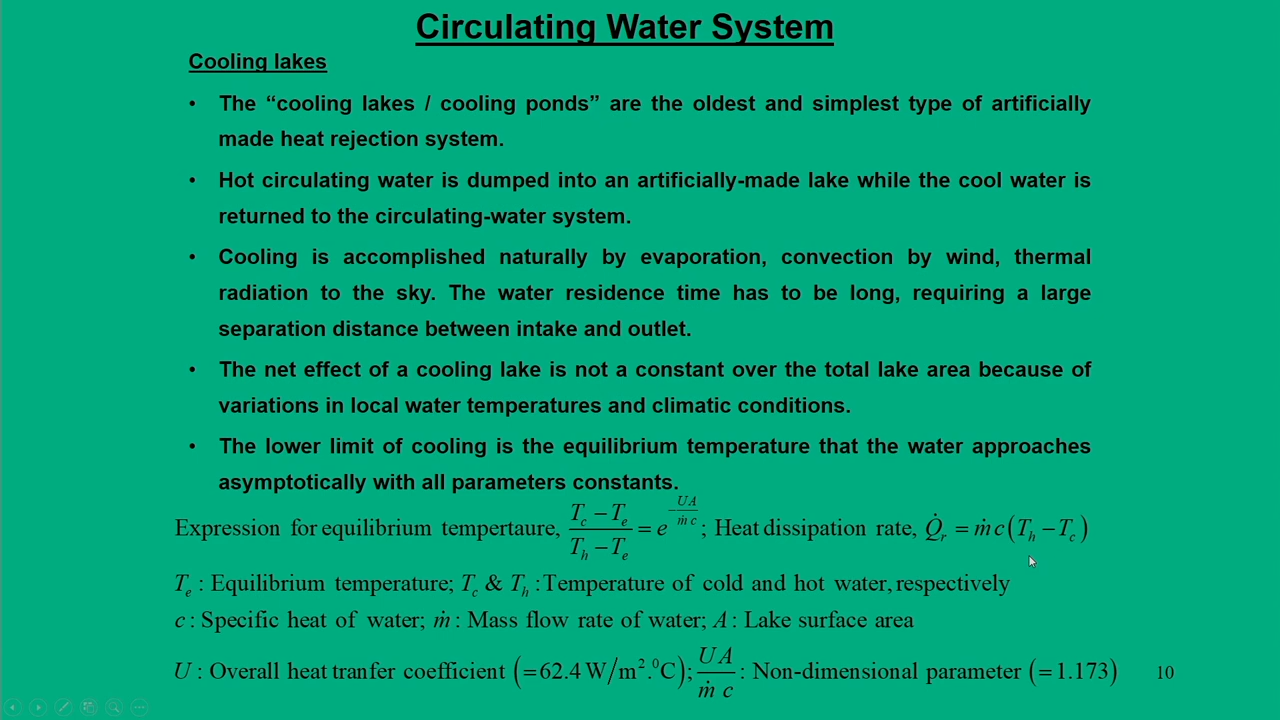 Circulating Water System
Cooling lakes
• The “cooling lakes / cooling ponds” are the oldest and simplest type of artificially
made heat rejection system.
• Hot circulating water is dumped into an artificially-made lake while the cool water is
returned to the circulating-water system.
• Cooling is accomplished naturally by evaporation, convection by wind, thermal
radiation to the sky. The water residence time has to be long, requiring a large
separation distance between intake and outlet.
• The net effect of a cooling lake is not a constant over the total lake area because of
variations in local water temperatures and climatic conditions.
• The lower limit of cooling is the equilibrium temperature that the water approaches
asymptotically with all parameters constants.
Expression for equilibrium tempertaure, (T_c − T_e)/(T_h − T_e) = e^(−UA/(ṁ c)); Heat dissipation rate, Q̇_r = ṁ c (T_h − T_c)
T_e : Equilibrium temperature; T_c & T_h : Temperature of cold and hot water, respectively
c : Specific heat of water; ṁ : Mass flow rate of water; A : Lake surface area
U : Overall heat tranfer coefficient (= 62.4 W/m².⁰C); UA/(ṁ c) : Non-dimensional parameter (= 1.173)
10